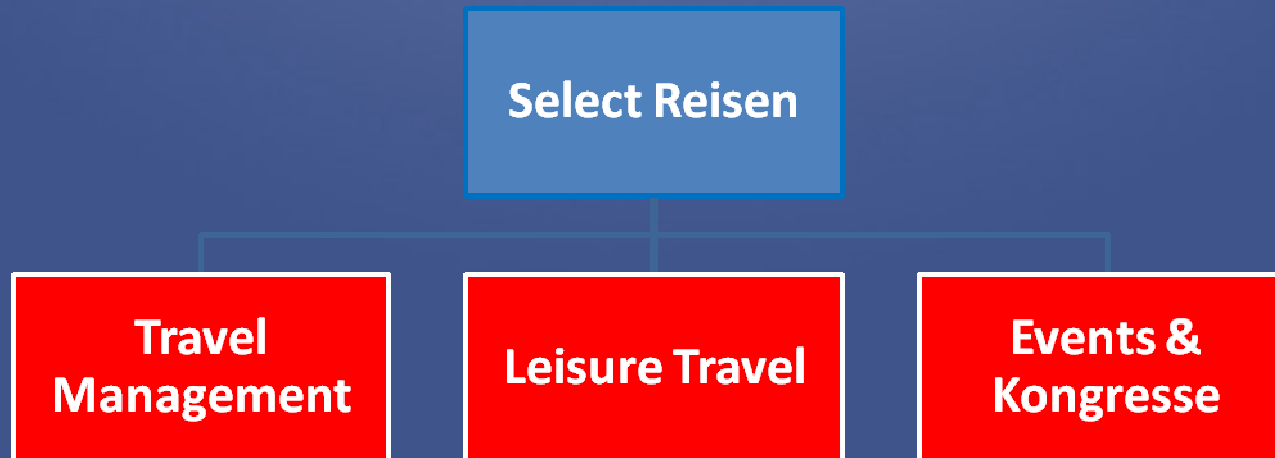 Select Reisen
Travel
Management
Leisure Travel
Events &
Kongresse